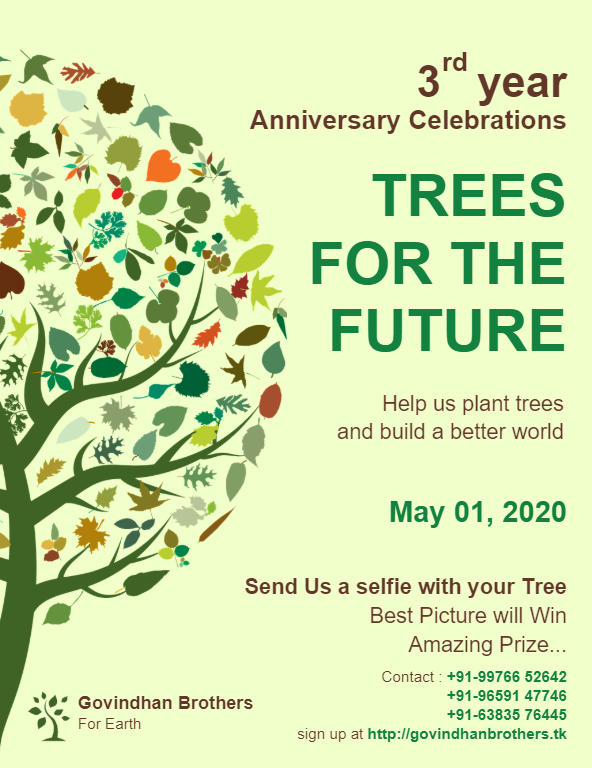 3rd year
Anniversary Celebrations
TREES
FOR THE
FUTURE
Help us plant trees
and build a better world
May 01, 2020
Send Us a selfie with your Tree
Best Picture will Win
Amazing Prize...
Contact : +91-99766 52642
+91-96591 47746
+91-63835 76445
sign up at http://govindhanbrothers.tk
Govindhan Brothers
For Earth